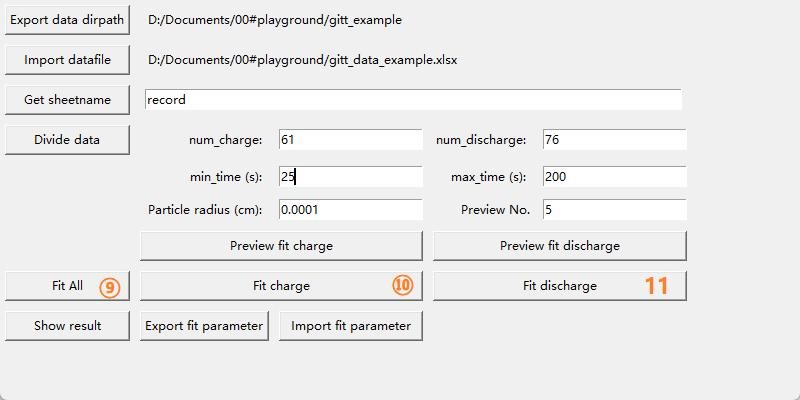 Export data dirpath D:/Documents/00#playground/gitt_example
Import datafile D:/Documents/00#playground/gitt_data_example.xlsx
Get sheetname record
Divide data num_charge: 61 num_discharge: 76
min_time (s): 25 max_time (s): 200
Particle radius (cm): 0.0001 Preview No. 5
Preview fit charge Preview fit discharge
Fit All ⑨ Fit charge ⑩ Fit discharge 11
Show result Export fit parameter Import fit parameter